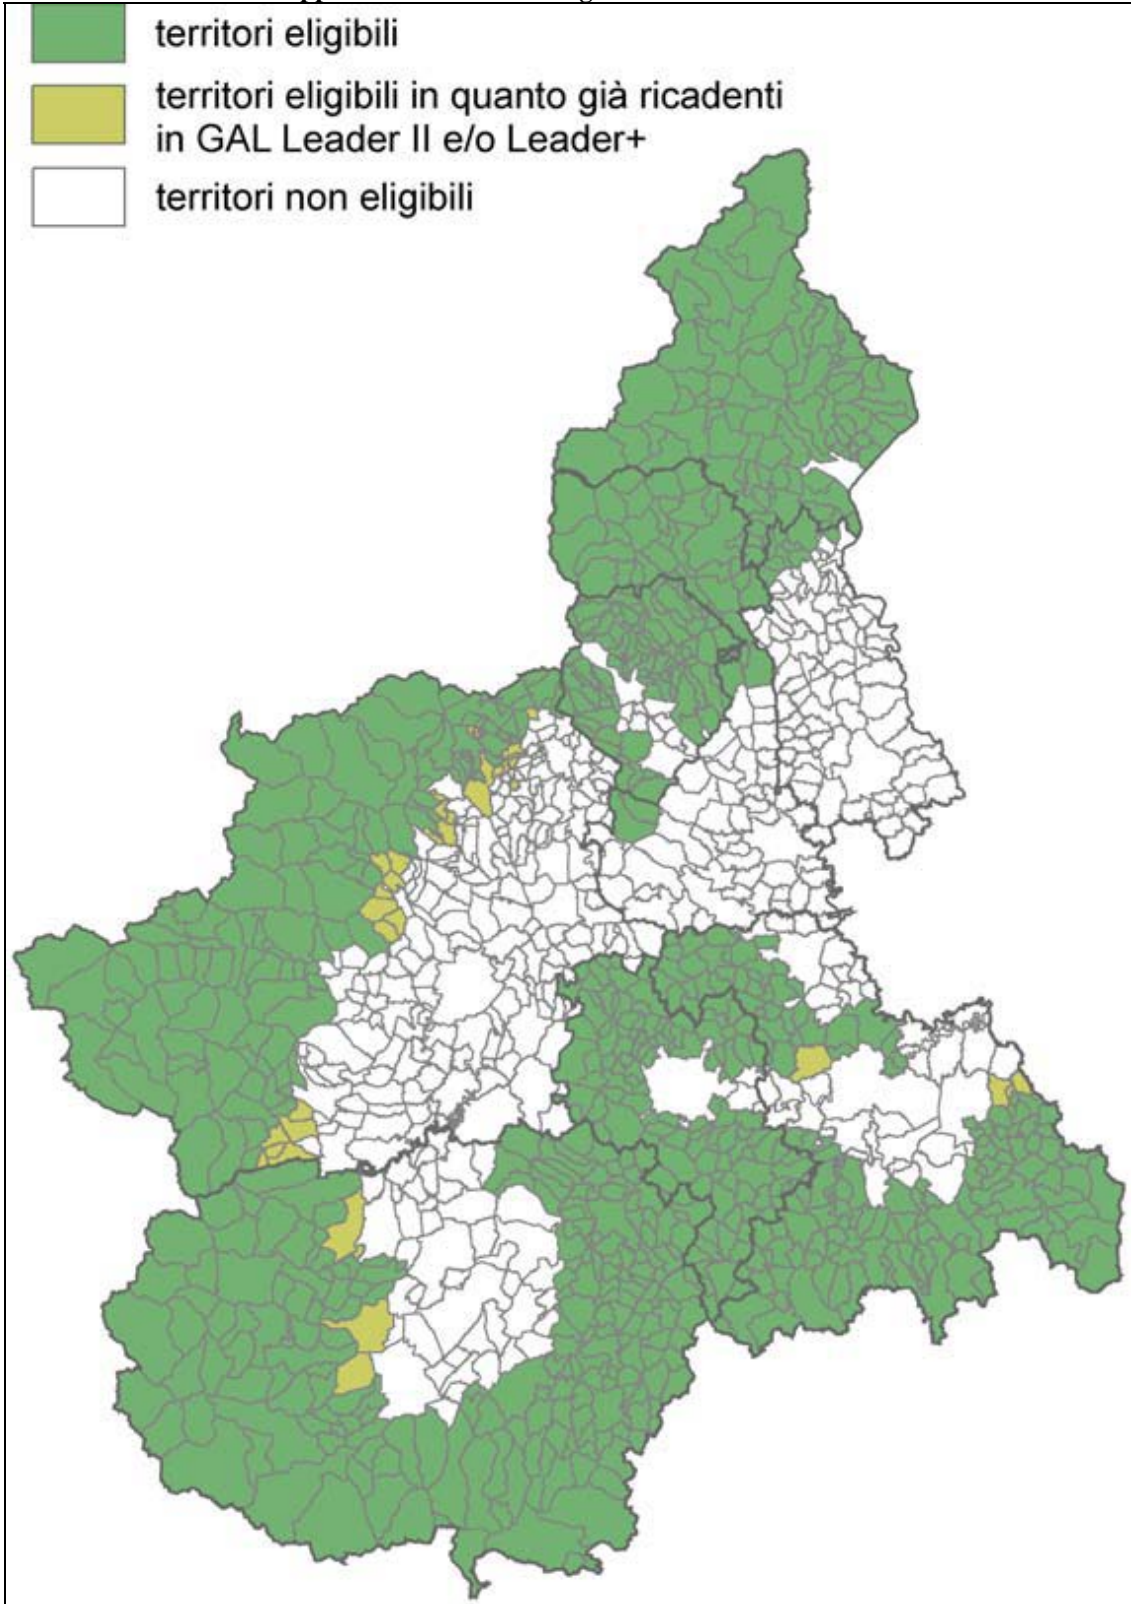 territori eligibili
territori eligibili in quanto già ricadenti
in GAL Leader II e/o Leader+
territori non eligibili